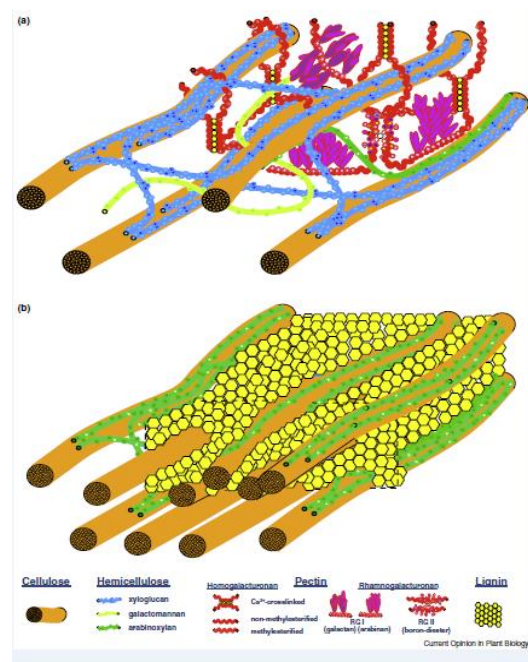 (a)
(b)
Cellulose
Hemicellulose
xyloglucan
galactomannan
arabinoxylan
Pectin
Homogalacturonan
Rhamnogalacturonan
Ca²⁺-crosslinked
non-methylesterified
methylesterified
RG I
(galactan) (arabinan)
RG II
(boron-diester)
Lignin
Current Opinion in Plant Biology